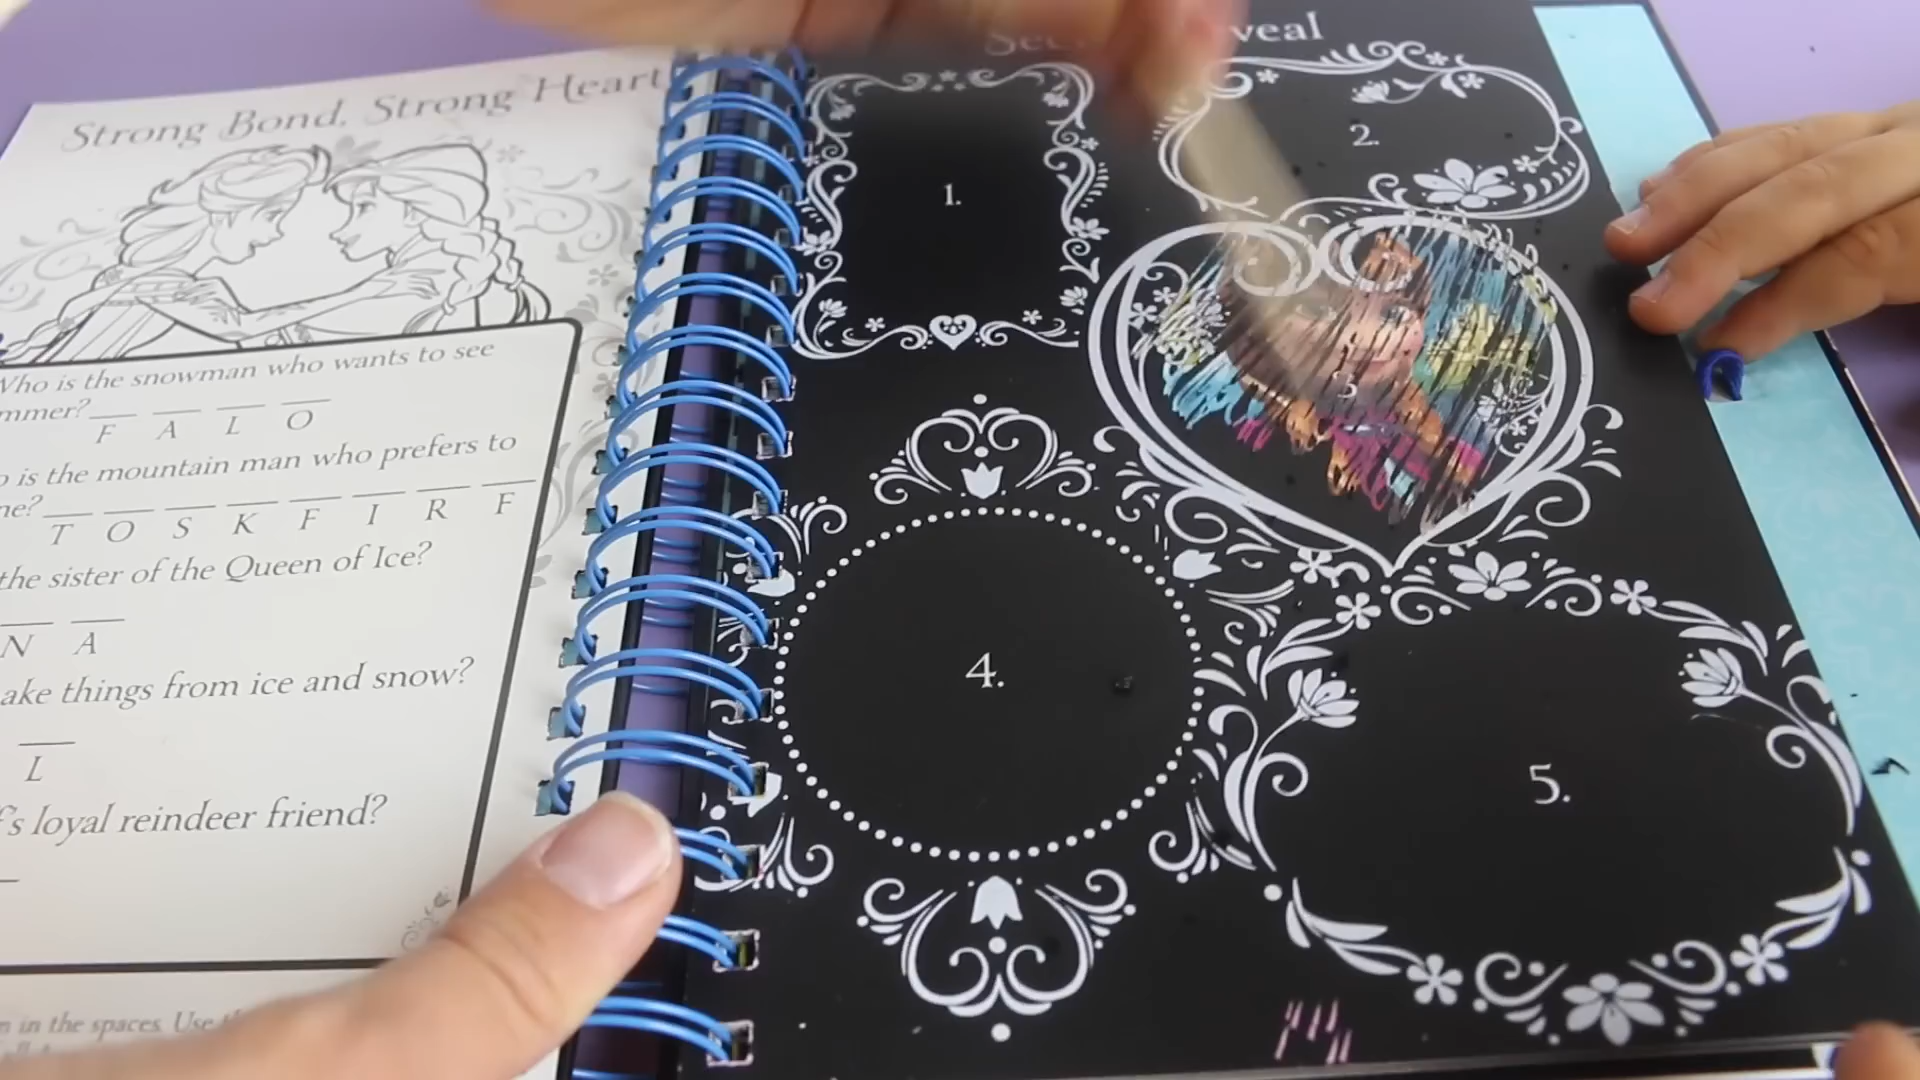 Strong Bond, Strong Heart
Who is the snowman who wants to see
mmer?
F A L O
o is the mountain man who prefers to
ne?
T O S K F I R F
the sister of the Queen of Ice?
N A
ake things from ice and snow?
L
f's loyal reindeer friend?
n in the spaces. Use
veal
1.
2.
3
4.
5.